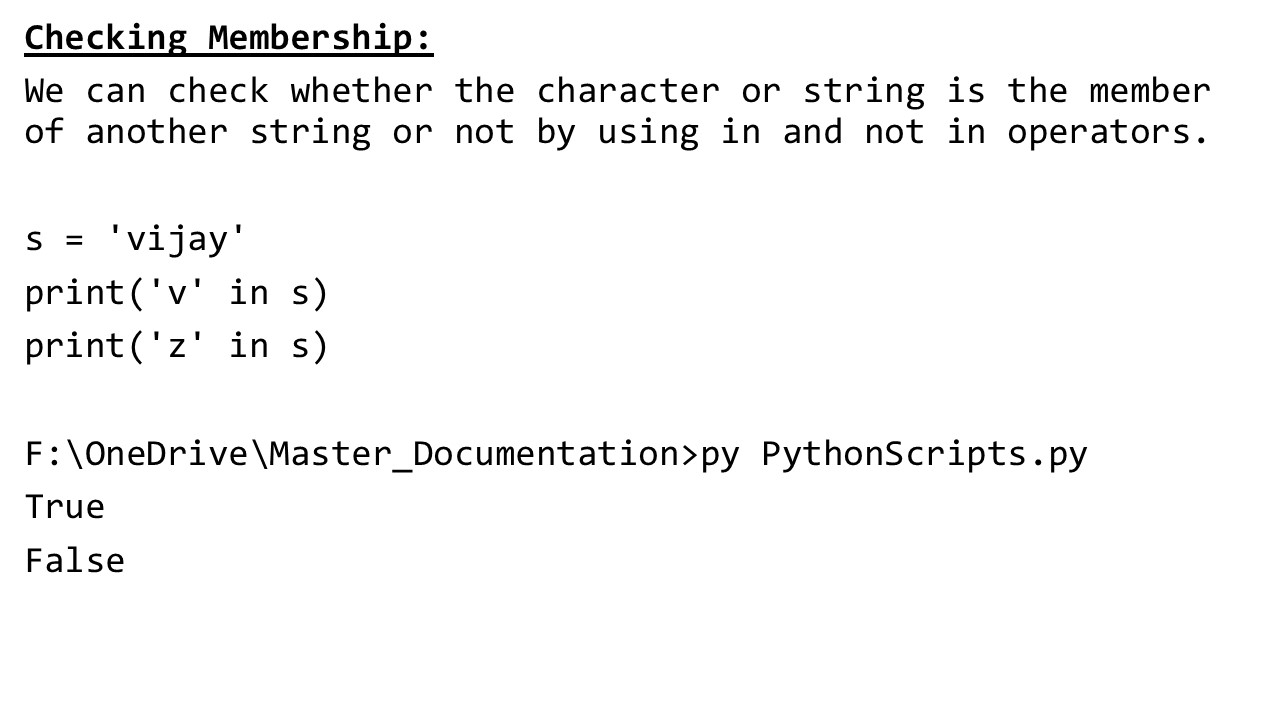 Checking Membership:
We can check whether the character or string is the member
of another string or not by using in and not in operators.
s = 'vijay'
print('v' in s)
print('z' in s)
F:\OneDrive\Master_Documentation>py PythonScripts.py
True
False